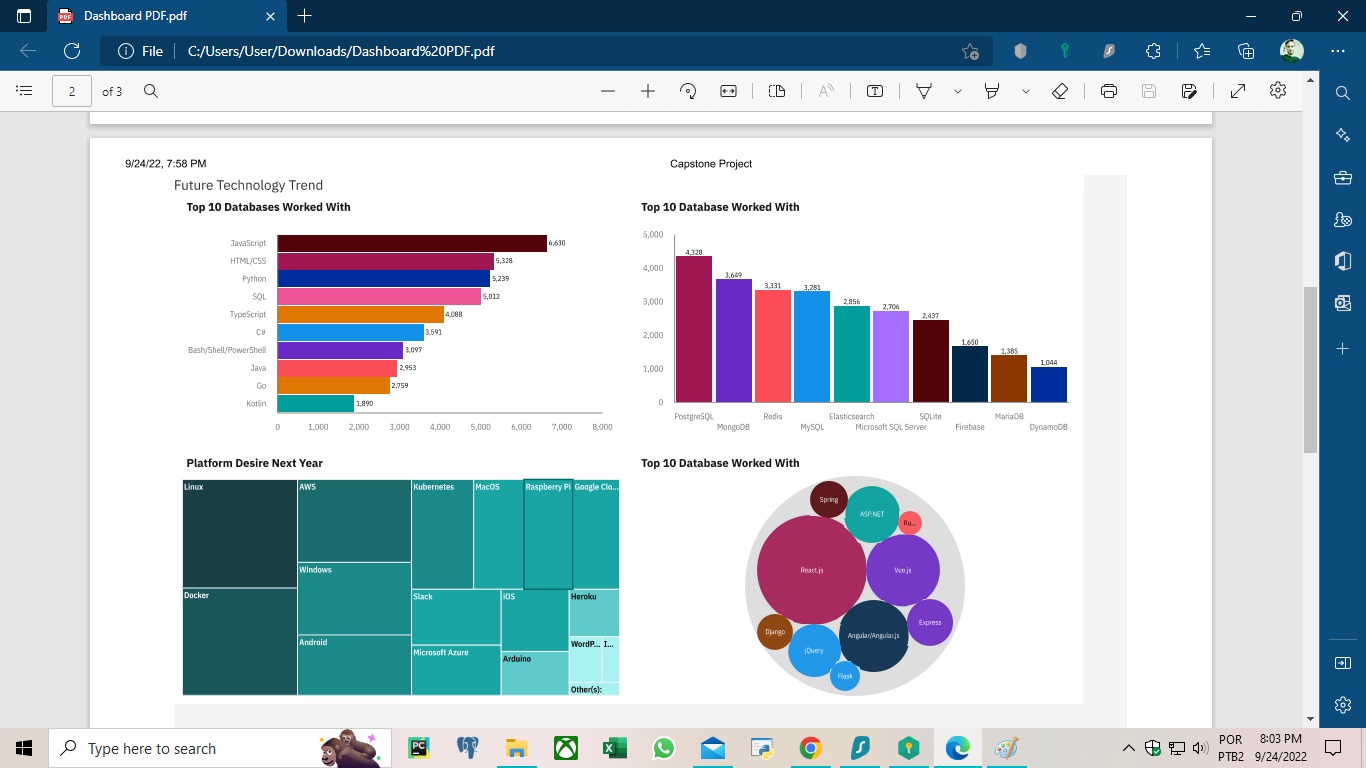 Dashboard PDF.pdf
File
C:/Users/User/Downloads/Dashboard%20PDF.pdf
2 of 3
9/24/22, 7:58 PM
Capstone Project
Future Technology Trend
Top 10 Databases Worked With
JavaScript 6,630
HTML/CSS 5,328
Python 5,239
SQL 5,012
TypeScript 4,088
C# 3,591
Bash/Shell/PowerShell 3,097
Java 2,953
Go 2,759
Kotlin 1,890
0 1,000 2,000 3,000 4,000 5,000 6,000 7,000 8,000
Top 10 Database Worked With
5,000
4,000
3,000
2,000
1,000
0
4,328 3,649 3,331 3,281 2,856 2,706 2,437 1,650 1,385 1,044
PostgreSQL Redis Elasticsearch SQLite MariaDB
MongoDB MySQL Microsoft SQL Server Firebase DynamoDB
Platform Desire Next Year
Linux AWS Kubernetes MacOS Raspberry Pi Google Clo...
Windows
Docker Slack iOS Heroku
Android WordP... I...
Microsoft Azure Arduino
Other(s):
Top 10 Database Worked With
Spring
ASP.NET
Ru...
React.js
Vue.js
Express
Django
Angular/Angular.js
jQuery
Flask
Type here to search
PC
POR 8:03 PM
PTB2 9/24/2022